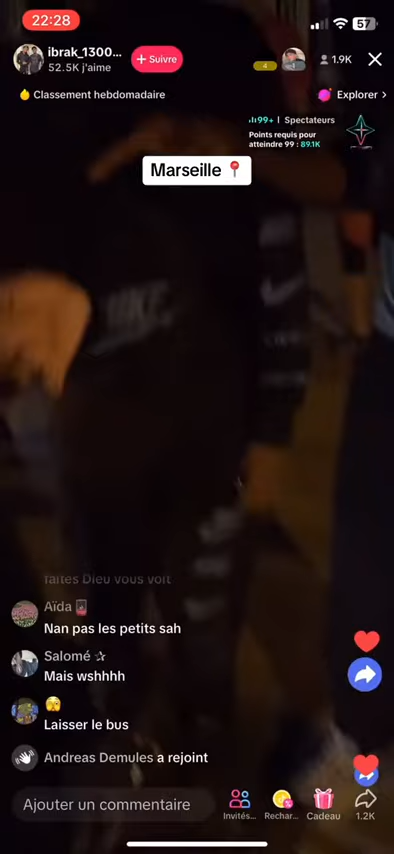 22:28
57
ibrak_1300...
52.5K j'aime
+ Suivre
4
1.9K
Classement hebdomadaire
Explorer >
99+ | Spectateurs
Points requis pour
atteindre 99 : 89.1K
Marseille
NIKE
faites Dieu vous voit
Aïda
Nan pas les petits sah
Salomé ☆
Mais wshhhh
Laisser le bus
Andreas Demules a rejoint
Ajouter un commentaire
Invités...
Rechar...
Cadeau
1.2K